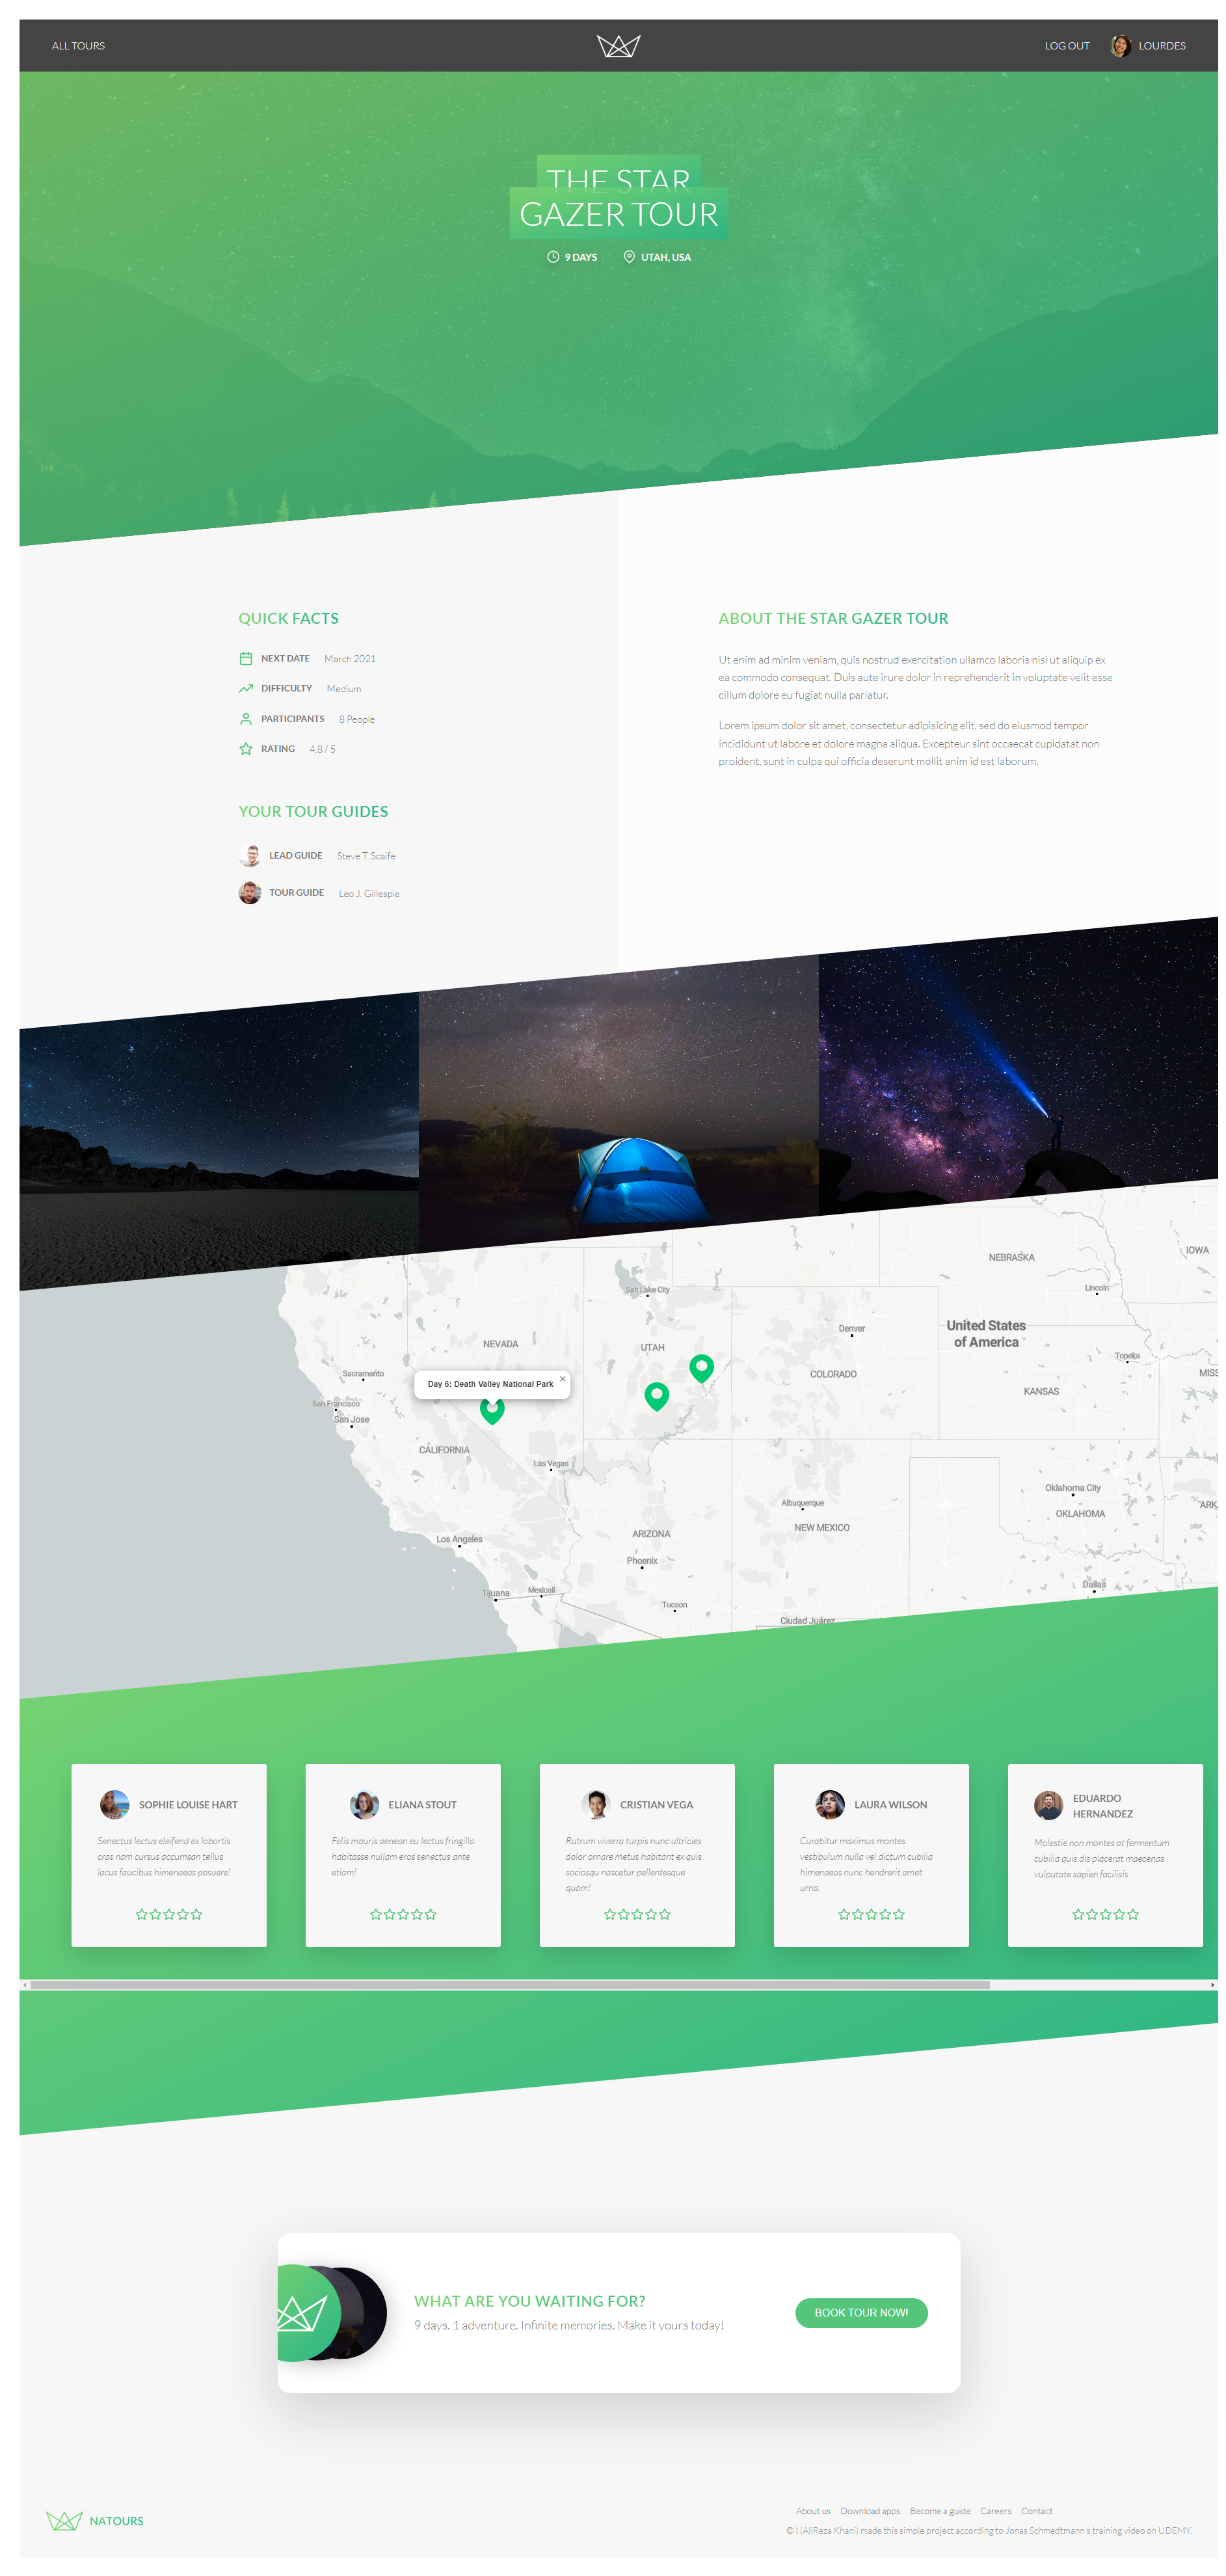 ALL TOURS
LOG OUT
LOURDES
THE STAR
GAZER TOUR
9 DAYS
UTAH, USA
QUICK FACTS
NEXT DATE March 2021
DIFFICULTY Medium
PARTICIPANTS 8 People
RATING 4.8 / 5
YOUR TOUR GUIDES
LEAD GUIDE Steve T. Scaife
TOUR GUIDE Leo J. Gillespie
ABOUT THE STAR GAZER TOUR
Ut enim ad minim veniam, quis nostrud exercitation ullamco laboris nisi ut aliquip ex
ea commodo consequat. Duis aute irure dolor in reprehenderit in voluptate velit esse
cillum dolore eu fugiat nulla pariatur.
Lorem ipsum dolor sit amet, consectetur adipisicing elit, sed do eiusmod tempor
incididunt ut labore et dolore magna aliqua. Excepteur sint occaecat cupidatat non
proident, sunt in culpa qui officia deserunt mollit anim id est laborum.
NEBRASKA
IOWA
Salt Lake City
Lincoln
United States
of America
Denver
NEVADA
UTAH
Topeka
Sacramento
COLORADO
MISS
Day 6: Death Valley National Park
×
KANSAS
San Francisco
San Jose
CALIFORNIA
Las Vegas
Oklahoma City
Albuquerque
ARK
OKLAHOMA
NEW MEXICO
ARIZONA
Los Angeles
Phoenix
Dallas
Tijuana
Mexicali
Tucson
Ciudad Juárez
SOPHIE LOUISE HART
Senectus lectus eleifend ex lobortis
cras nam cursus accumsan tellus
lacus faucibus himenaeos posuere!
ELIANA STOUT
Felis mauris aenean eu lectus fringilla
habitasse nullam eros senectus ante
etiam!
CRISTIAN VEGA
Rutrum viverra turpis nunc ultricies
dolor ornare metus habitant ex quis
sociosqu nascetur pellentesque
quam!
LAURA WILSON
Curabitur maximus montes
vestibulum nulla vel dictum cubilia
himenaeos nunc hendrerit amet
urna.
EDUARDO
HERNANDEZ
Molestie non montes at fermentum
cubilia quis dis placerat maecenas
vulputate sapien facilisis
WHAT ARE YOU WAITING FOR?
9 days. 1 adventure. Infinite memories. Make it yours today!
BOOK TOUR NOW!
NATOURS
About us Download apps Become a guide Careers Contact
© I (AliReza Khani) made this simple project according to Jonas Schmedtmann's training video on UDEMY.